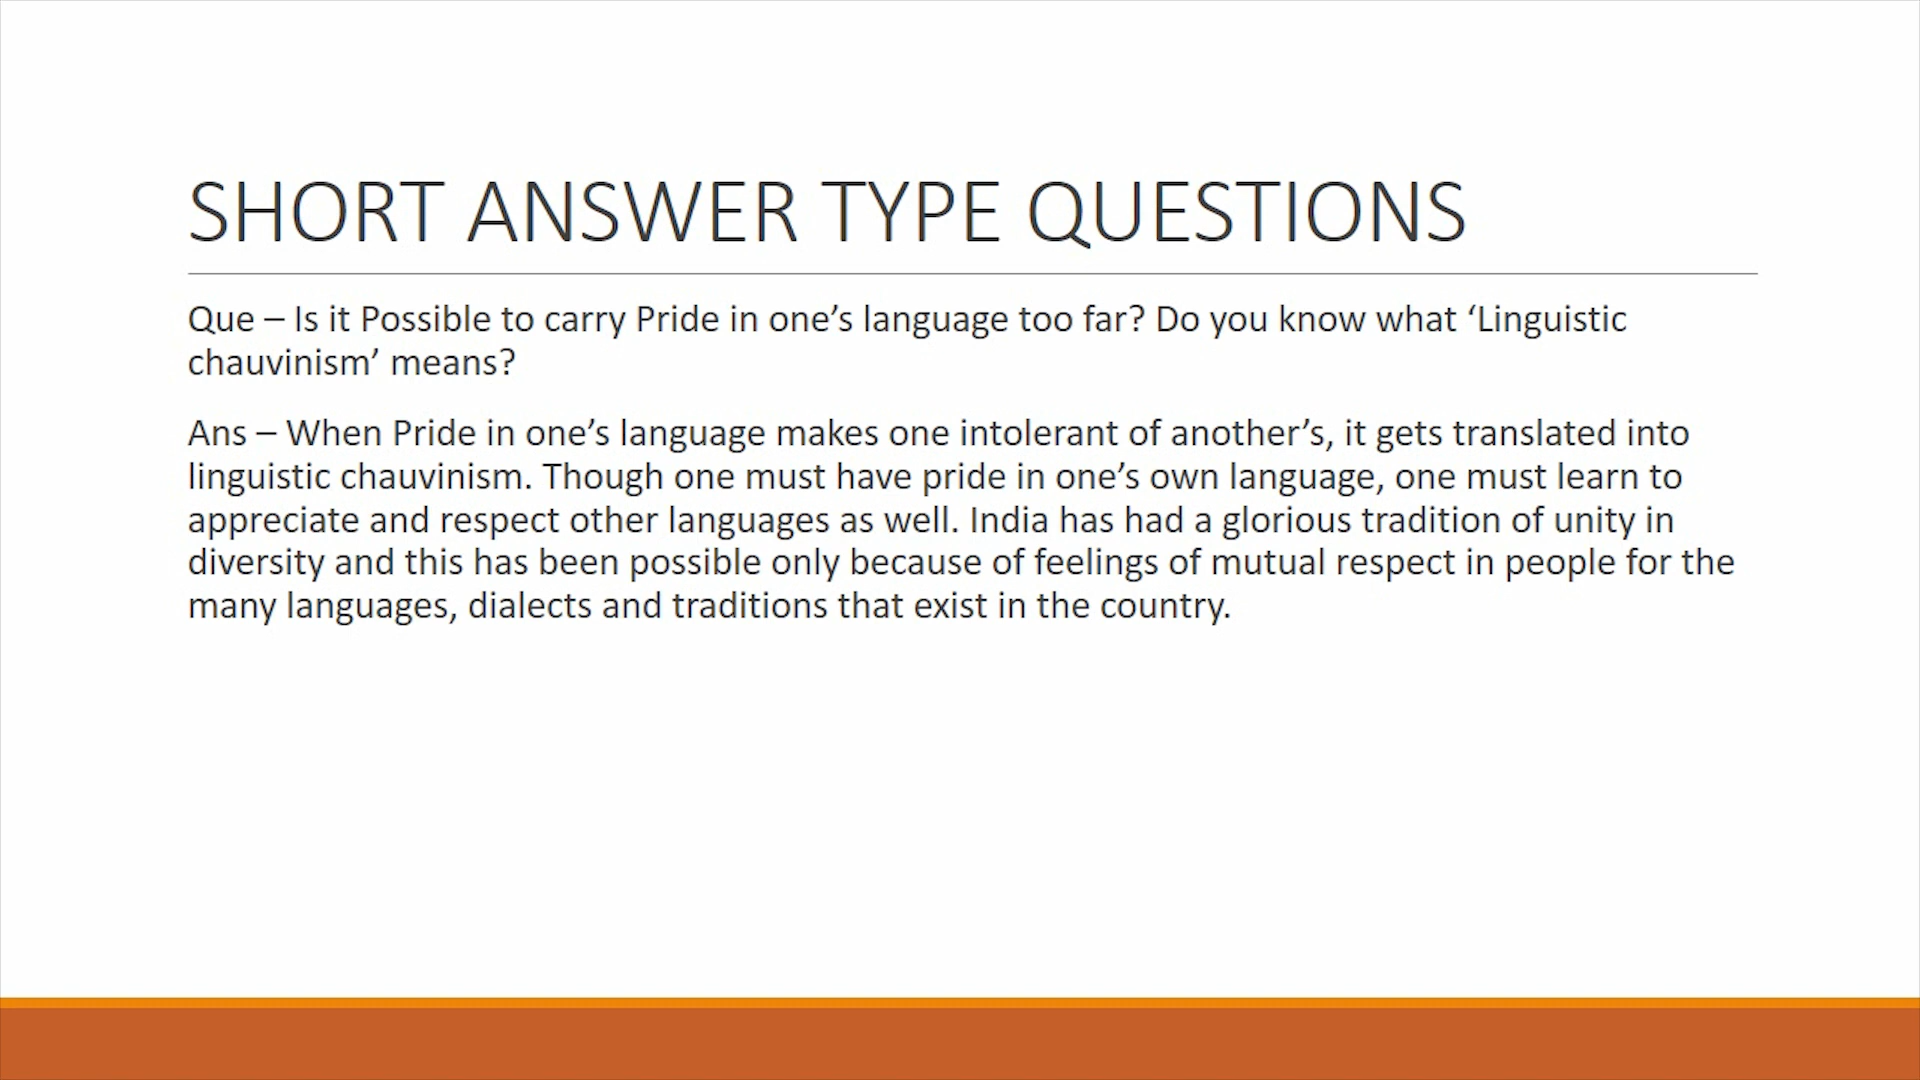 SHORT ANSWER TYPE QUESTIONS
Que – Is it Possible to carry Pride in one’s language too far? Do you know what ‘Linguistic
chauvinism’ means?
Ans – When Pride in one’s language makes one intolerant of another’s, it gets translated into
linguistic chauvinism. Though one must have pride in one’s own language, one must learn to
appreciate and respect other languages as well. India has had a glorious tradition of unity in
diversity and this has been possible only because of feelings of mutual respect in people for the
many languages, dialects and traditions that exist in the country.